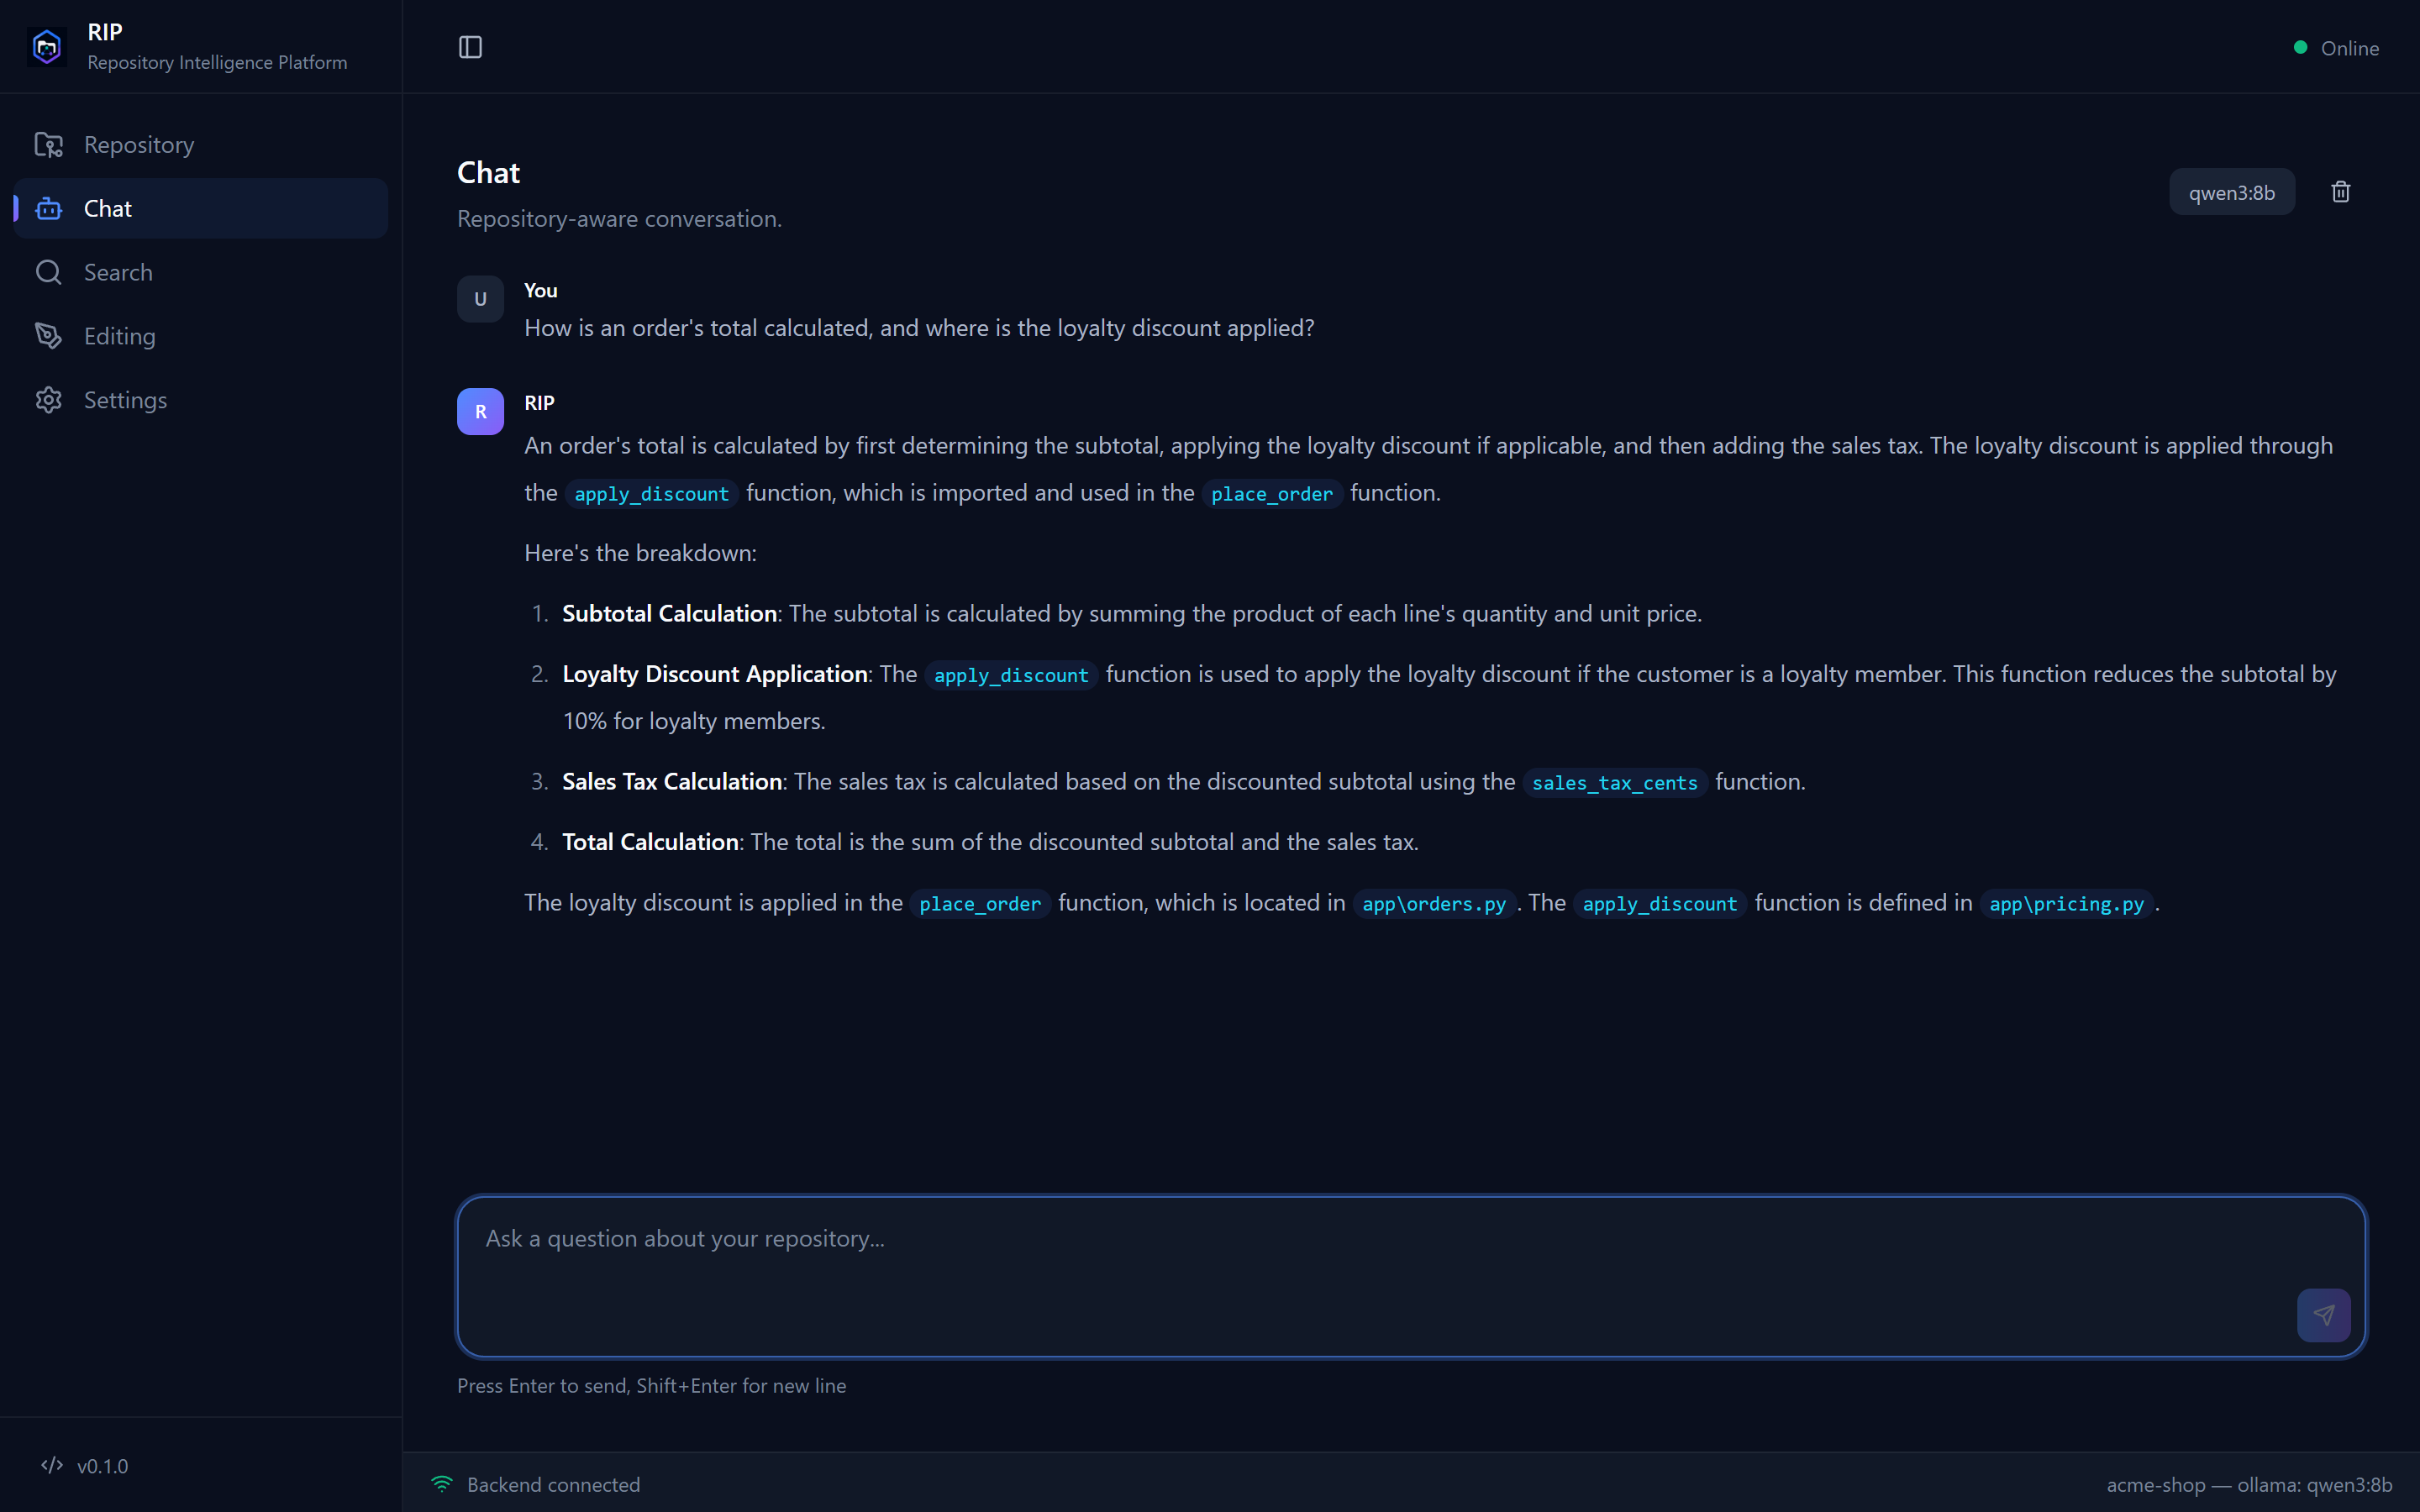 RIP
Repository Intelligence Platform
Online
Repository
Chat
Search
Editing
Settings
Chat
Repository-aware conversation.
qwen3:8b
U
You
How is an order's total calculated, and where is the loyalty discount applied?
R
RIP
An order's total is calculated by first determining the subtotal, applying the loyalty discount if applicable, and then adding the sales tax. The loyalty discount is applied through
the apply_discount function, which is imported and used in the place_order function.
Here's the breakdown:
1. Subtotal Calculation: The subtotal is calculated by summing the product of each line's quantity and unit price.
2. Loyalty Discount Application: The apply_discount function is used to apply the loyalty discount if the customer is a loyalty member. This function reduces the subtotal by
10% for loyalty members.
3. Sales Tax Calculation: The sales tax is calculated based on the discounted subtotal using the sales_tax_cents function.
4. Total Calculation: The total is the sum of the discounted subtotal and the sales tax.
The loyalty discount is applied in the place_order function, which is located in app\orders.py. The apply_discount function is defined in app\pricing.py.
Ask a question about your repository...
Press Enter to send, Shift+Enter for new line
v0.1.0
Backend connected
acme-shop — ollama: qwen3:8b